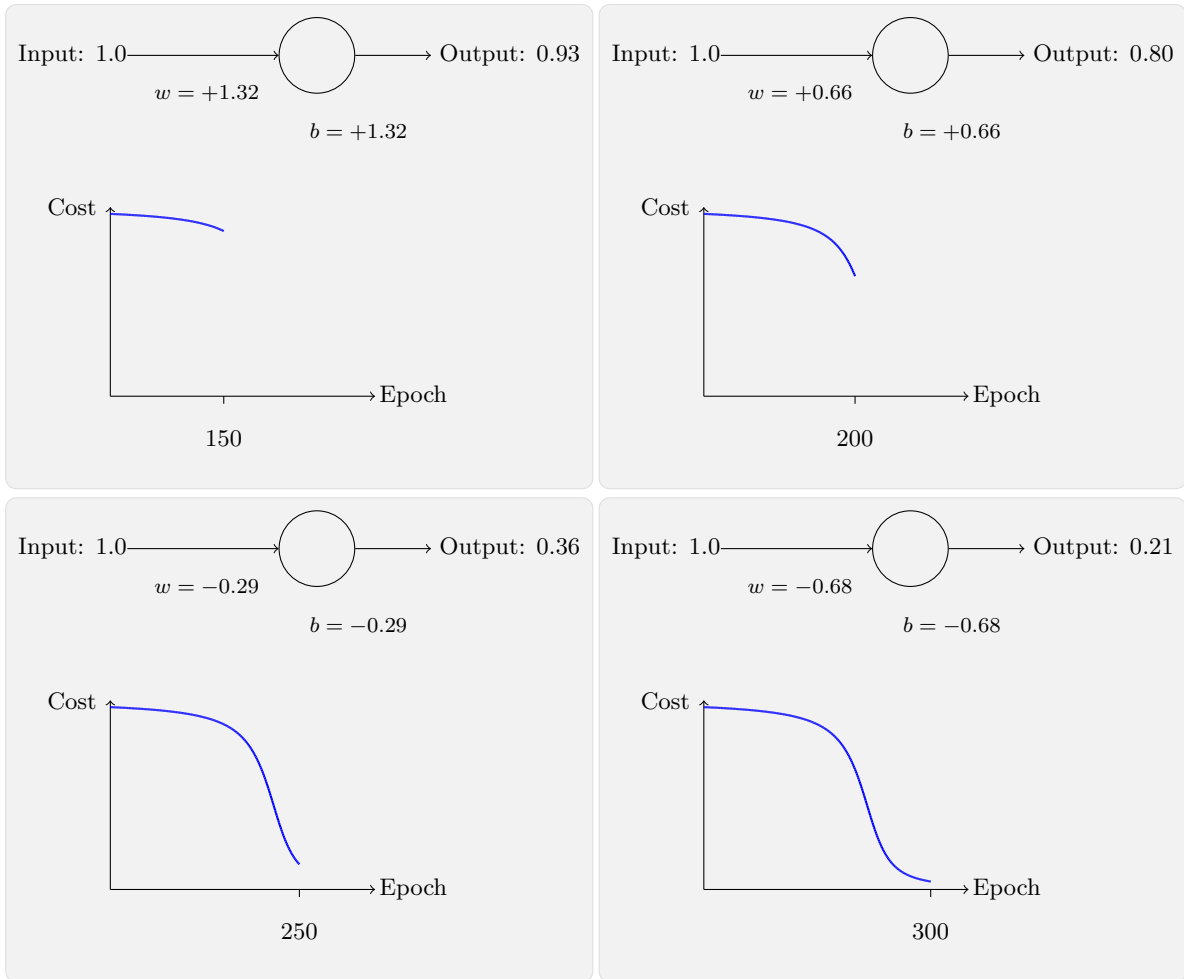 Input: 1.0
Output: 0.93
w = +1.32
b = +1.32
Cost
Epoch
150
Input: 1.0
Output: 0.80
w = +0.66
b = +0.66
Cost
Epoch
200
Input: 1.0
Output: 0.36
w = −0.29
b = −0.29
Cost
Epoch
250
Input: 1.0
Output: 0.21
w = −0.68
b = −0.68
Cost
Epoch
300